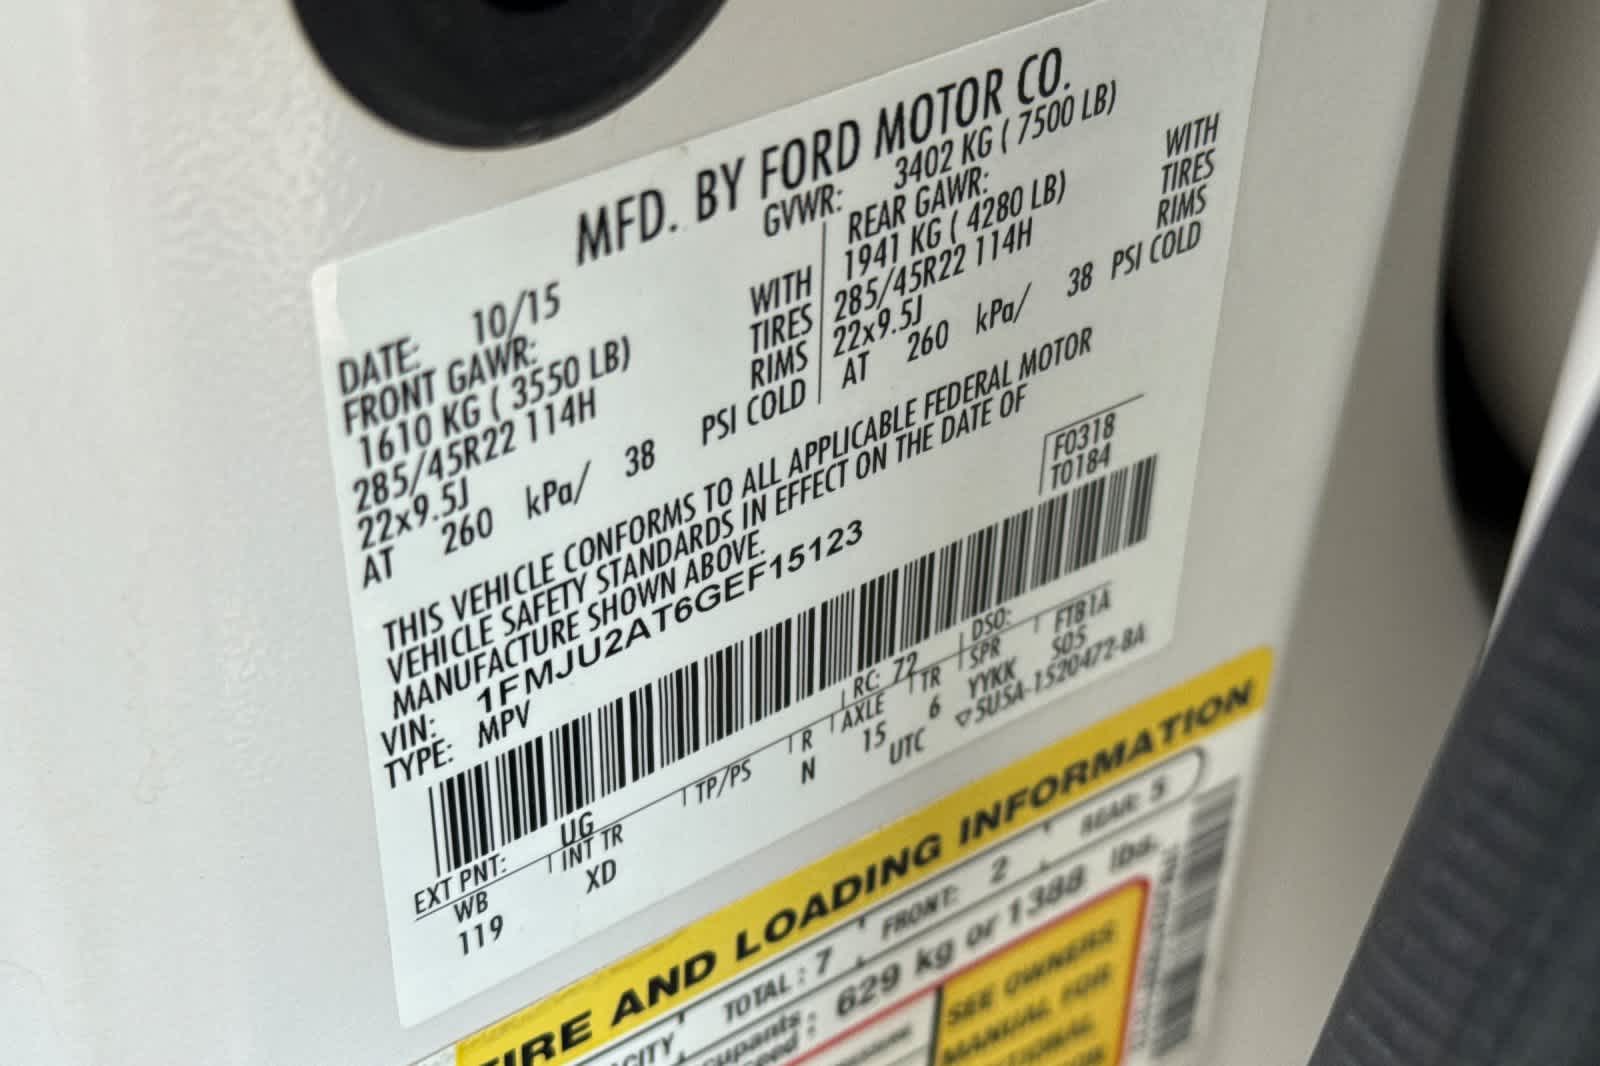 MFD. BY FORD MOTOR CO.
DATE: 10/15 GVWR: 3402 KG ( 7500 LB)
FRONT GAWR: REAR GAWR:
1610 KG ( 3550 LB) WITH 1941 KG ( 4280 LB) WITH
285/45R22 114H TIRES 285/45R22 114H TIRES
22x9.5J RIMS 22x9.5J RIMS
AT 260 kPa/ 38 PSI COLD AT 260 kPa/ 38 PSI COLD
THIS VEHICLE CONFORMS TO ALL APPLICABLE FEDERAL MOTOR
VEHICLE SAFETY STANDARDS IN EFFECT ON THE DATE OF
MANUFACTURE SHOWN ABOVE.
F0318
T0184
VIN: 1FMJU2AT6GEF15123
TYPE: MPV
EXT PNT: UG RC: 72 DSO: FTB1A
WB INT TR TP/PS R AXLE TR SPR S05
119 XD N 15 6 YYKK
UTC ▽5U5A-1520472-BA
TIRE AND LOADING INFORMATION
TOTAL: 7 FRONT: 2 REAR: 5
629 kg or 1388 lbs.
SEE OWNERS
MANUAL FOR